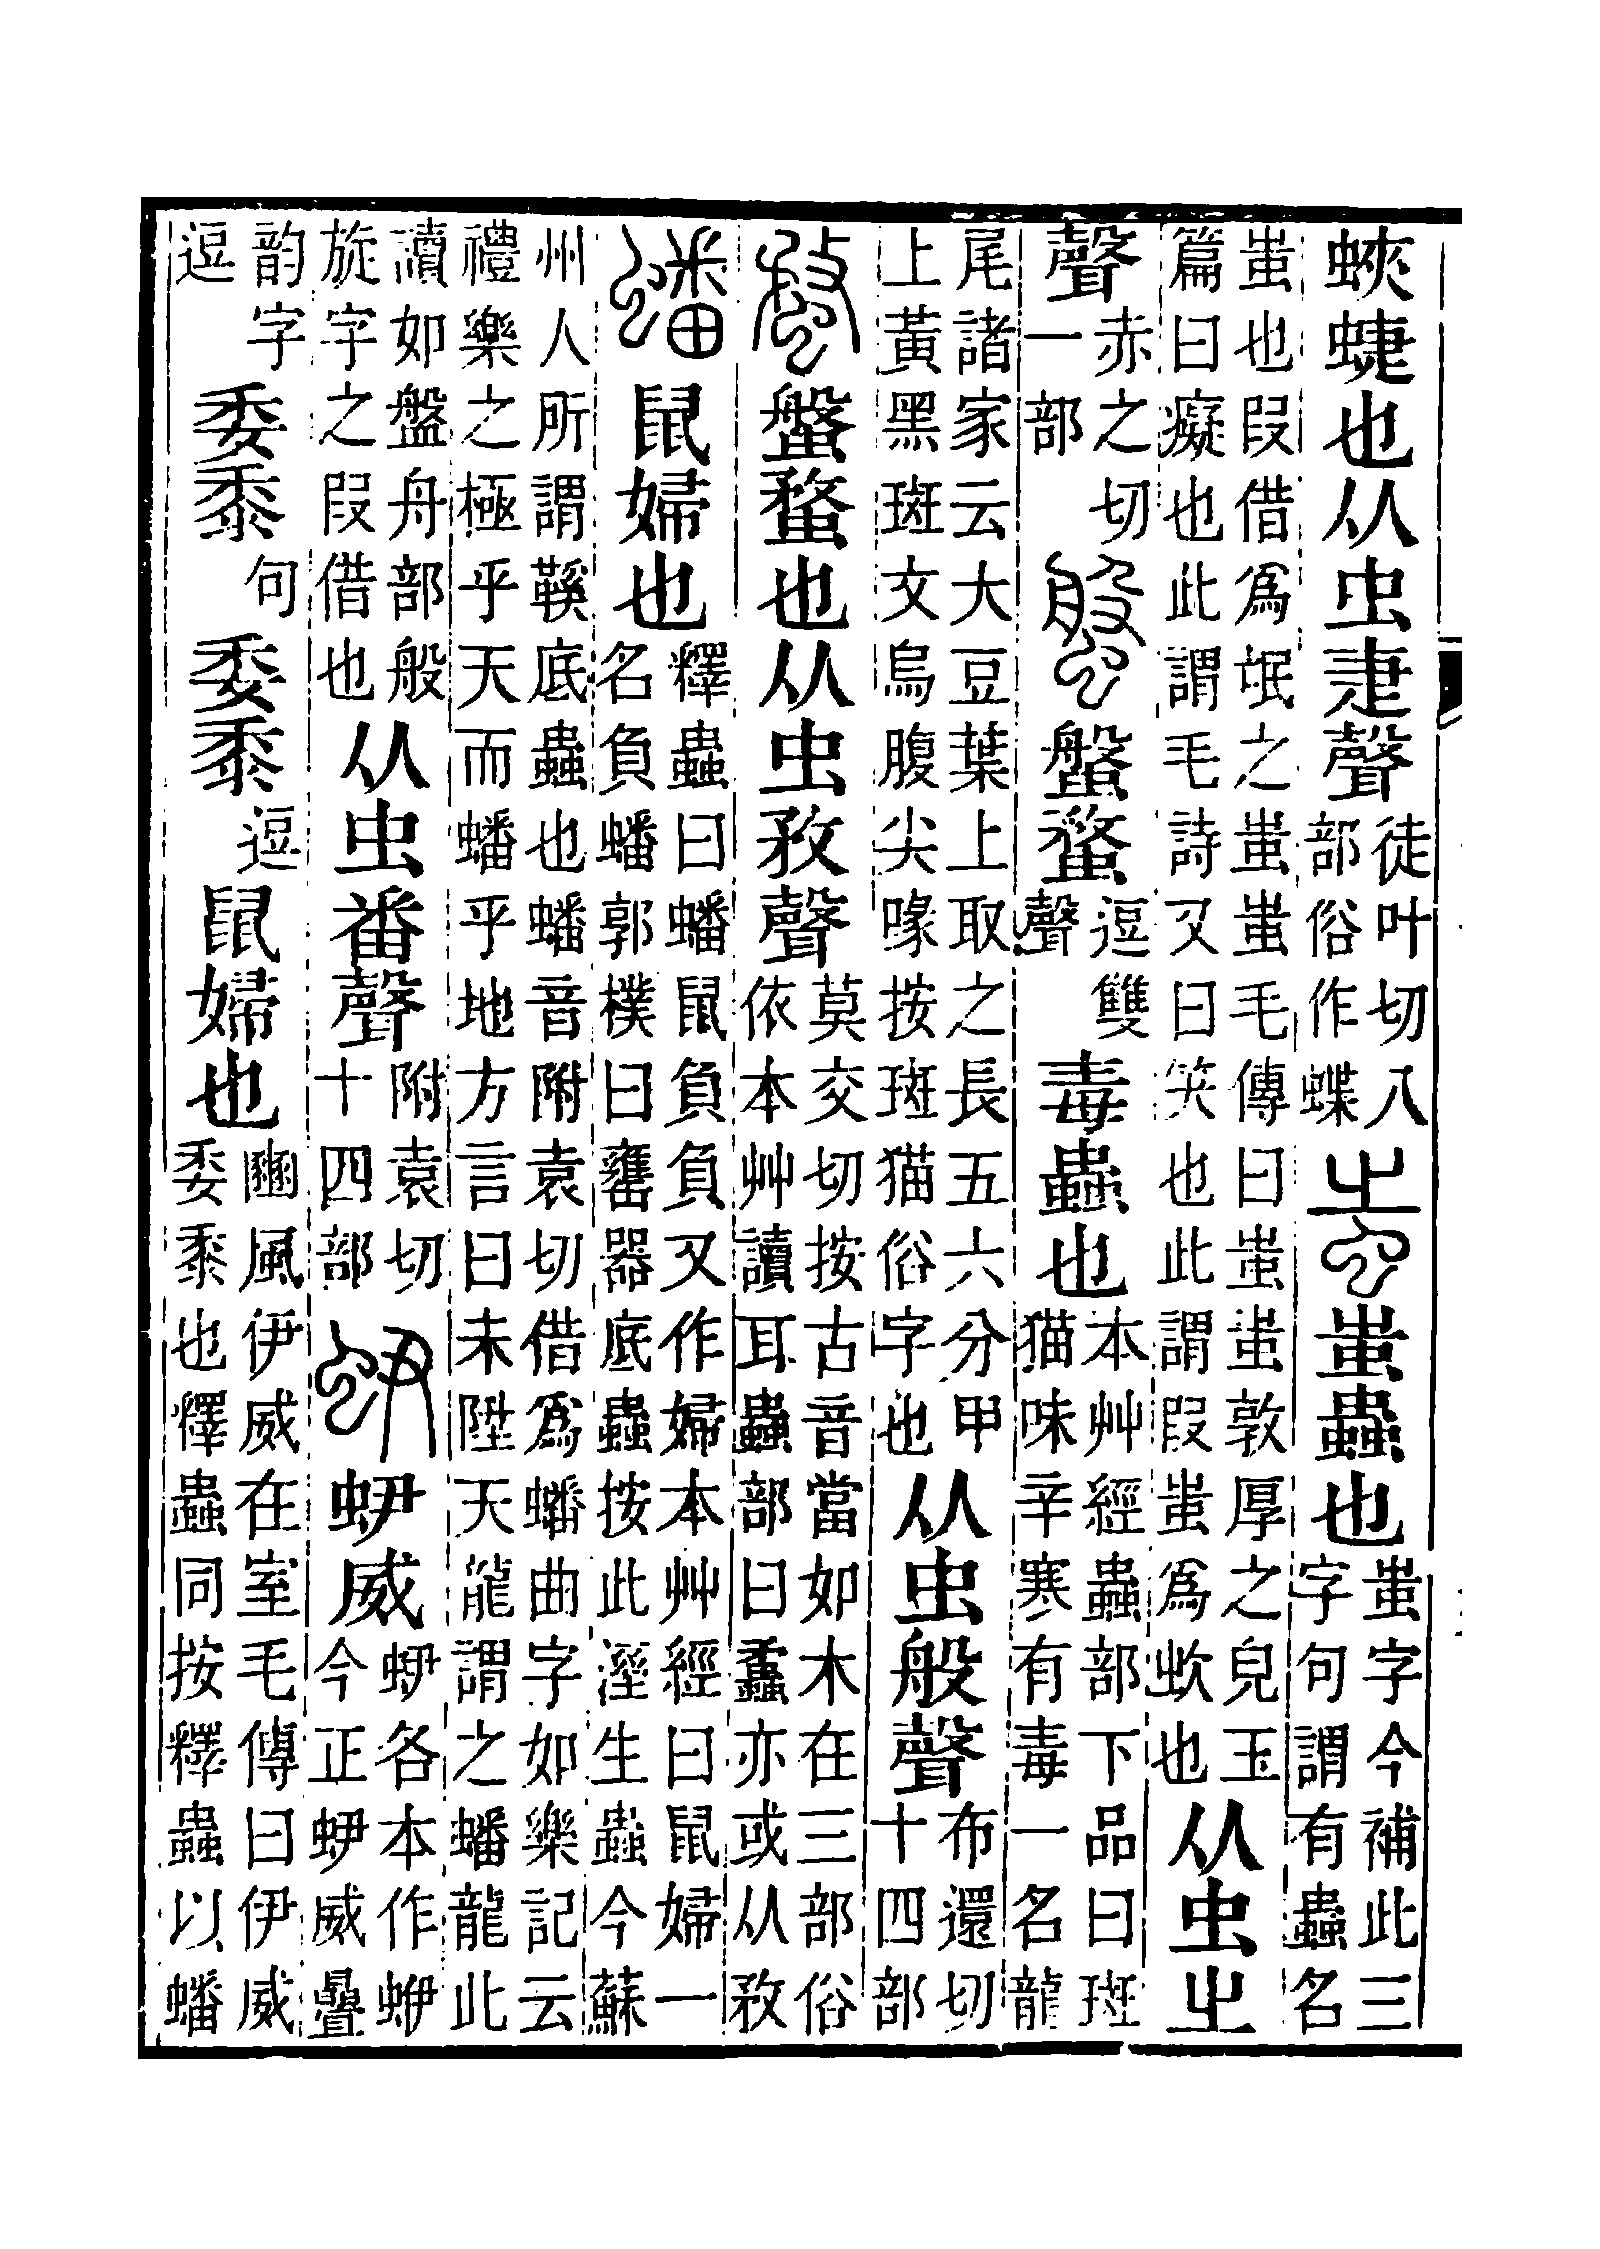 蛺蜨也从虫疌聲徒叶切八部俗作蝶蚩蚩蟲也蚩字今補此三字句謂有蟲名
蚩也叚借爲氓之蚩蚩毛傳曰蚩蚩敦厚之皃玉篇曰癡也此謂毛詩又曰笑也此謂叚蚩爲㰞也从虫㞢
聲赤之切一部螌螌蝥逗雙聲毒蟲也本艸經蟲部下品曰斑猫味辛寒有毒一名龍
尾諸家云大豆葉上取之長五六分甲上黃黑斑文烏腹尖喙按斑猫俗字也从虫般聲布還切十四部
蝥螌蝥也从虫敄聲莫交切按古音當如木在三部俗依本艸讀耳蟲部曰蟊亦或从敄
蟠鼠婦也釋蟲曰蟠鼠負負又作婦本艸經曰鼠婦一名負蟠郭樸曰罋器底蟲按此溼生蟲今蘇
州人所謂鞵底蟲也蟠音附袁切借爲蟠曲字如樂記云禮樂之極乎天而蟠乎地方言曰未陞天龍謂之蟠龍此
讀如盤舟部般旋字之叚借也从虫番聲附袁切十四部𧉅𧉅威𧉅各本作蛜今正𧉅威疊
韵字逗委黍句委黍逗鼠婦也豳風伊威在室毛傳曰伊威委黍也釋蟲同按釋蟲以蟠